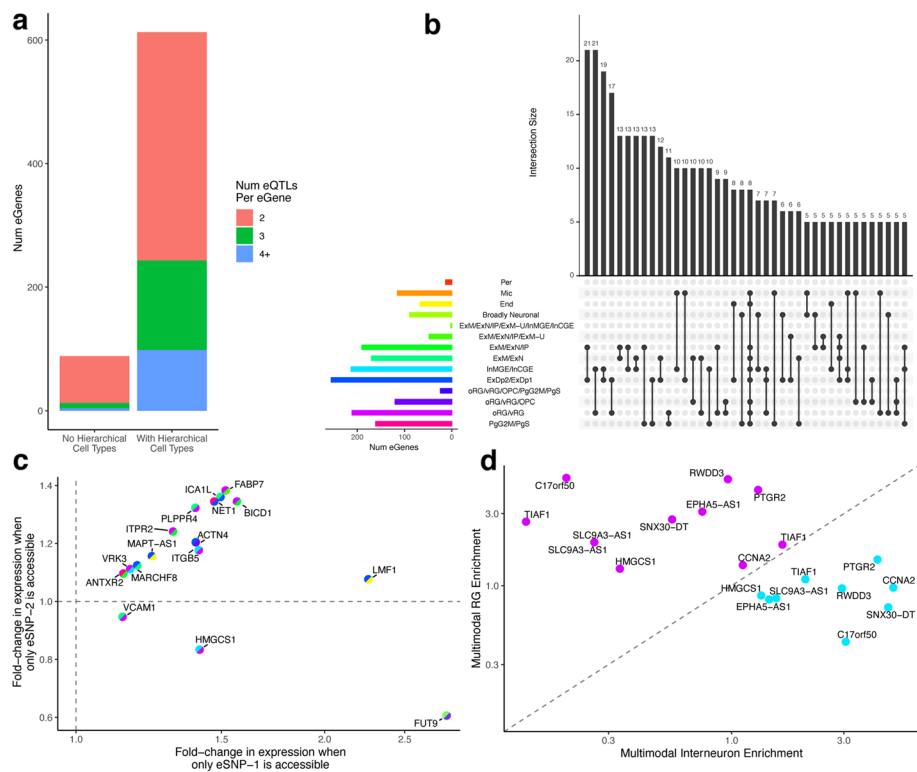 a
Num eGenes
600
400
200
0
No Hierarchical
Cell Types
With Hierarchical
Cell Types
Num eQTLs
Per eGene
2
3
4+
b
Intersection Size
20
15
10
5
0
21 21 19 17 13 13 13 13 13 12 11 10 10 10 10 10 9 9 8 8 8 7 7 7 6 6 6 5 5 5 5 5 5 5 5 5 5 5 5 5
Per
Mic
End
Broadly Neuronal
ExM/ExN/IP/ExM–U/InMGE/InCGE
ExM/ExN/IP/ExM–U
ExM/ExN/IP
ExM/ExN
InMGE/InCGE
ExDp2/ExDp1
oRG/vRG/OPC/PgG2M/PgS
oRG/vRG/OPC
oRG/vRG
PgG2M/PgS
200 100 0
Num eGenes
c
Fold–change in expression when
only eSNP–2 is accessible
1.4
1.2
1.0
0.8
0.6
FABP7
ICA1L
NET1
BICD1
PLPPR4
ITPR2
ACTN4
MAPT–AS1
ITGB5
VRK3
MARCHF8
ANTXR2
LMF1
VCAM1
HMGCS1
FUT9
1.0 1.5 2.0 2.5
Fold–change in expression when
only eSNP–1 is accessible
d
Multimodal RG Enrichment
3.0
1.0
0.3
C17orf50
RWDD3
PTGR2
TIAF1
EPHA5–AS1
SNX30–DT
SLC9A3–AS1
SLC9A3–AS1
TIAF1
HMGCS1
CCNA2
TIAF1
PTGR2
HMGCS1
SLC9A3–AS1
CCNA2
RWDD3
EPHA5–AS1
SNX30–DT
C17orf50
0.3 1.0 3.0
Multimodal Interneuron Enrichment